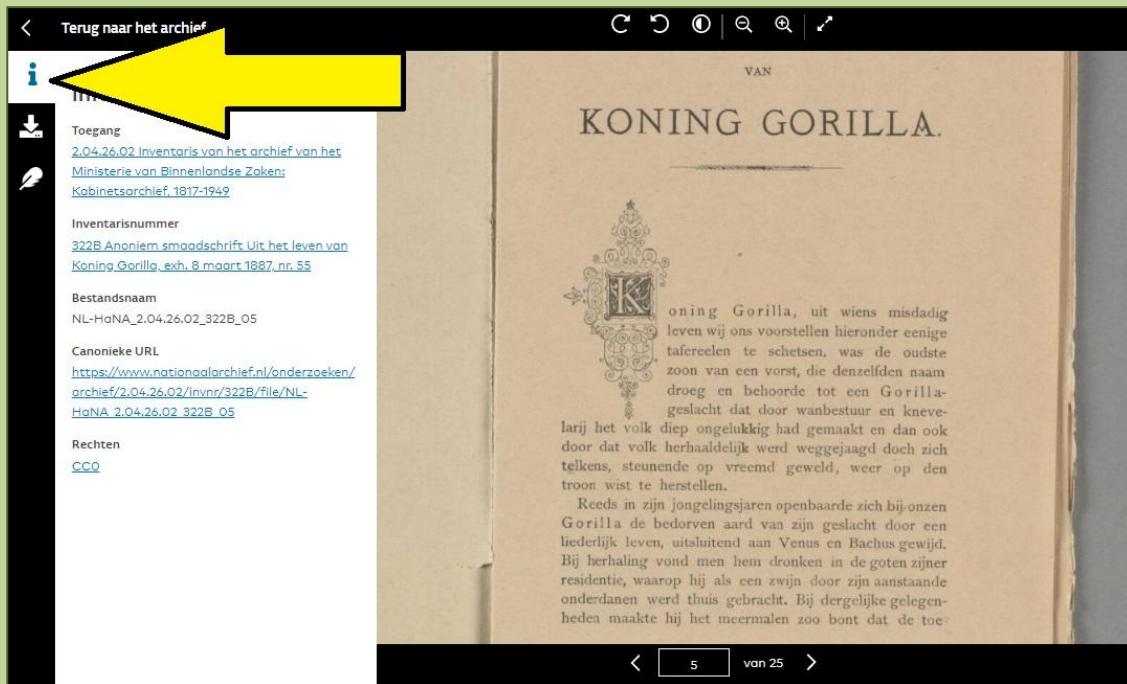 Terug naar het archief
i
Toegang
2.04.26.02 Inventaris van het archief van het
Ministerie van Binnenlandse Zaken:
Kabinetsarchief, 1817-1949
Inventarisnummer
322B Anoniem smaadschrift Uit het leven van
Koning Gorilla, exh. 8 maart 1887, nr. 55
Bestandsnaam
NL-HaNA_2.04.26.02_322B_05
Canonieke URL
https://www.nationaalarchief.nl/onderzoeken/
archief/2.04.26.02/invnr/322B/file/NL-
HaNA_2.04.26.02_322B_05
Rechten
CC0
VAN
KONING GORILLA.
Koning Gorilla, uit wiens misdadig
leven wij ons voorstellen hieronder eenige
tafereelen te schetsen, was de oudste
zoon van een vorst, die denzelfden naam
droeg en behoorde tot een Gorilla-
geslacht dat door wanbestuur en kneve-
larij het volk diep ongelukkig had gemaakt en dan ook
door dat volk herhaaldelijk werd weggejaagd doch zich
telkens, steunende op vreemd geweld, weer op den
troon wist te herstellen.
Reeds in zijn jongelingsjaren openbaarde zich bij onzen
Gorilla de bedorven aard van zijn geslacht door een
liederlijk leven, uitsluitend aan Venus en Bachus gewijd.
Bij herhaling vond men hem dronken in de goten zijner
residentie, waarop hij als een zwijn door zijn aanstaande
onderdanen werd thuis gebracht. Bij dergelijke gelegen-
heden maakte hij het meermalen zoo bont dat de toe-
5 van 25